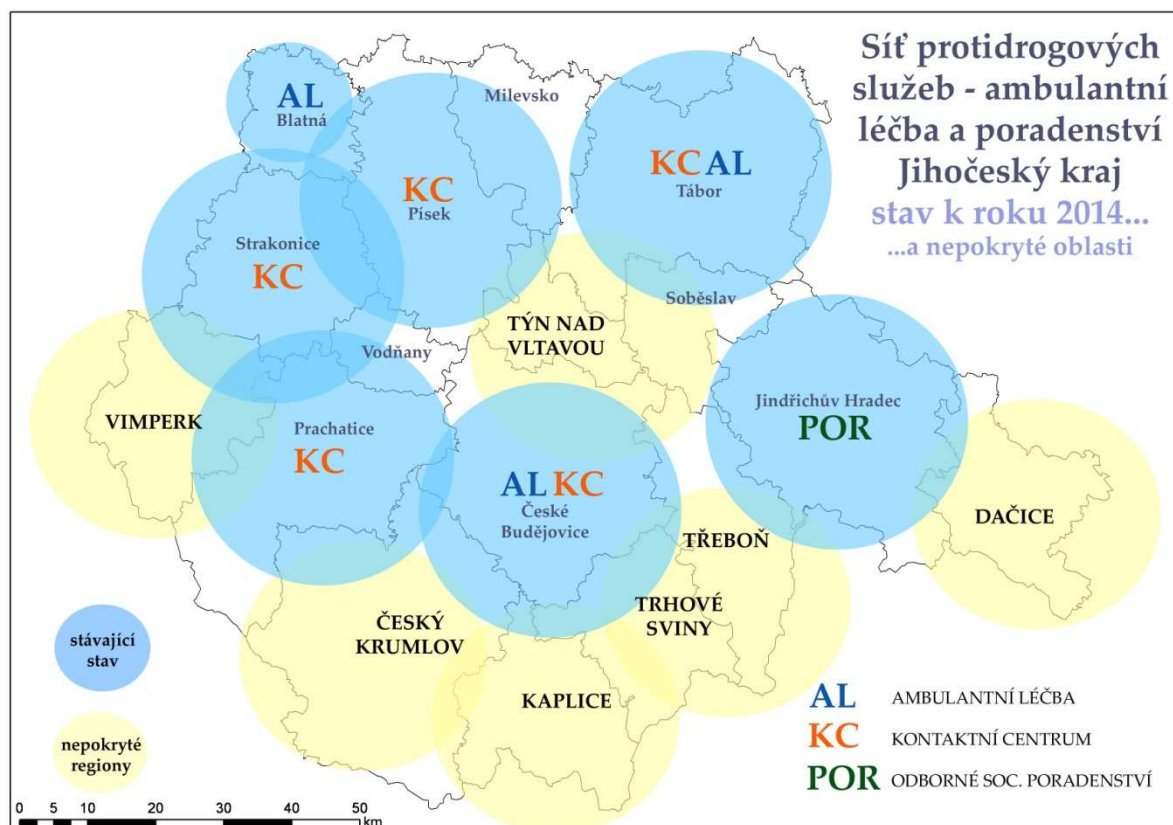 Síť protidrogových
služeb - ambulantní
léčba a poradenství
Jihočeský kraj
stav k roku 2014...
...a nepokryté oblasti
AL
Blatná
Milevsko
KC
Písek
KC AL
Tábor
Strakonice
KC
Soběslav
TÝN NAD
VLTAVOU
Vodňany
VIMPERK
Prachatice
KC
Jindřichův Hradec
POR
AL KC
České
Budějovice
DAČICE
TŘEBOŇ
TRHOVÉ
SVINY
ČESKÝ
KRUMLOV
KAPLICE
stávající
stav
nepokryté
regiony
AL AMBULANTNÍ LÉČBA
KC KONTAKTNÍ CENTRUM
POR ODBORNÉ SOC. PORADENSTVÍ
0 5 10 20 30 40 50
km